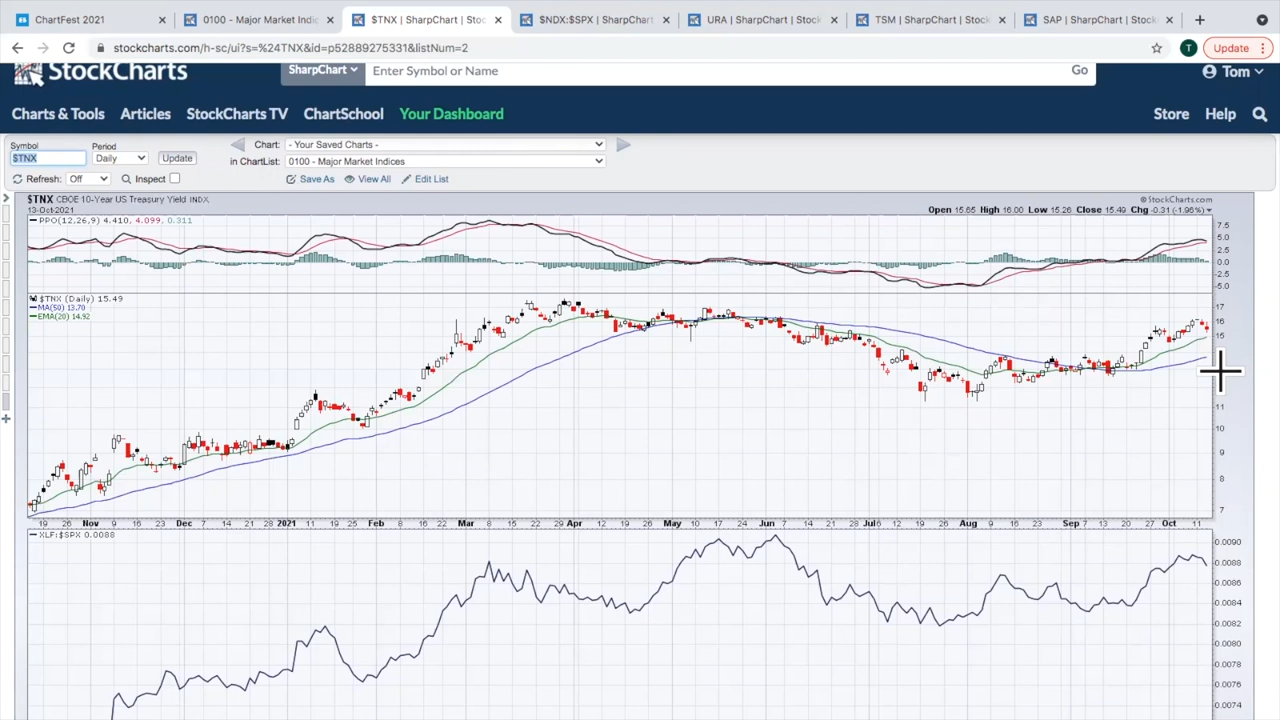 ChartFest 2021 × 0100 - Major Market Indic × $TNX | SharpChart | Stoc × $NDX:$SPX | SharpChart × URA | SharpChart | Stock × TSM | SharpChart | Stock × SAP | SharpChart | Stock × +
stockcharts.com/h-sc/ui?s=%24TNX&id=p52889275331&listNum=2 T Update
StockCharts SharpChart Enter Symbol or Name Go Tom
Charts & Tools Articles StockCharts TV ChartSchool Your Dashboard Store Help
Symbol Period Chart: - Your Saved Charts -
$TNX Daily Update in ChartList: 0100 - Major Market Indices
Refresh: Off Inspect Save As View All Edit List
$TNX CBOE 10-Year US Treasury Yield INDX © StockCharts.com
13-Oct-2021 Open 15.65 High 16.00 Low 15.26 Close 15.49 Chg -0.31 (-1.96%)
PPO(12,26,9) 4.410, 4.099, 0.311
7.5
5.0
2.5
0.0
-2.5
-5.0
$TNX (Daily) 15.49
MA(50) 13.70
EMA(20) 14.92
17
16
15
11
10
9
8
7
19 26 Nov 9 16 23 Dec 7 14 21 28 2021 11 19 25 Feb 8 16 22 Mar 8 15 22 29 Apr 12 19 26 May 10 17 24 Jun 7 14 21 28 Jul 6 12 19 26 Aug 9 16 23 Sep 7 13 20 27 Oct 11
XLF:$SPX 0.0088
0.0090
0.0088
0.0086
0.0084
0.0082
0.0080
0.0078
0.0076
0.0074